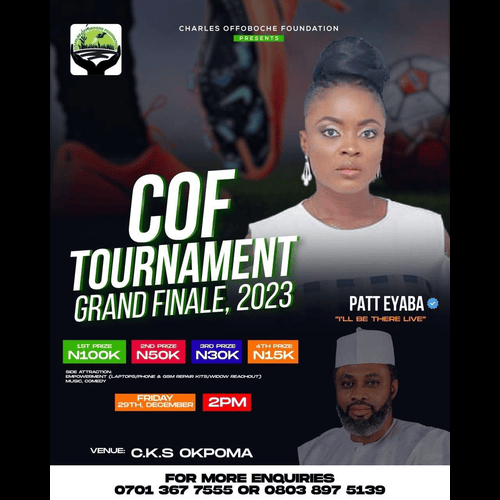 CHARLES OFFOBOCHE FOUNDATION
PRESENTS
COF
TOURNAMENT
GRAND FINALE, 2023
PATT EYABA
"I'LL BE THERE LIVE"
1ST PRIZE
N100K
2ND PRIZE
N50K
3RD PRIZE
N30K
4TH PRIZE
N15K
SIDE ATTRACTION:
EMPOWERMENT (LAPTOPS/PHONE & GSM REPAIR KITS/WIDOW REACHOUT)
MUSIC, COMEDY
FRIDAY
29TH, DECEMBER
2PM
VENUE: C.K.S OKPOMA
FOR MORE ENQUIRIES
0701 367 7555 OR 0803 897 5139